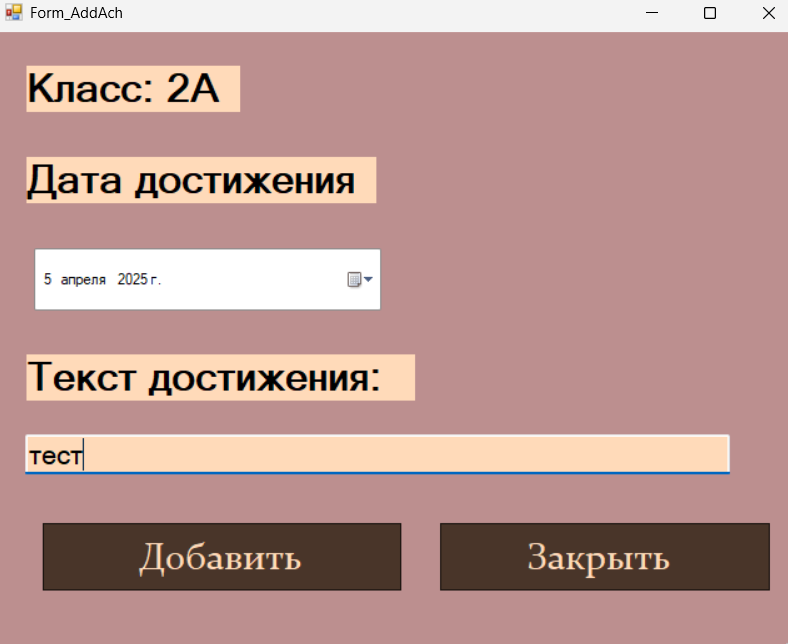 Form_AddAch
Класс: 2А
Дата достижения
5 апреля 2025 г.
Текст достижения:
тест
Добавить
Закрыть